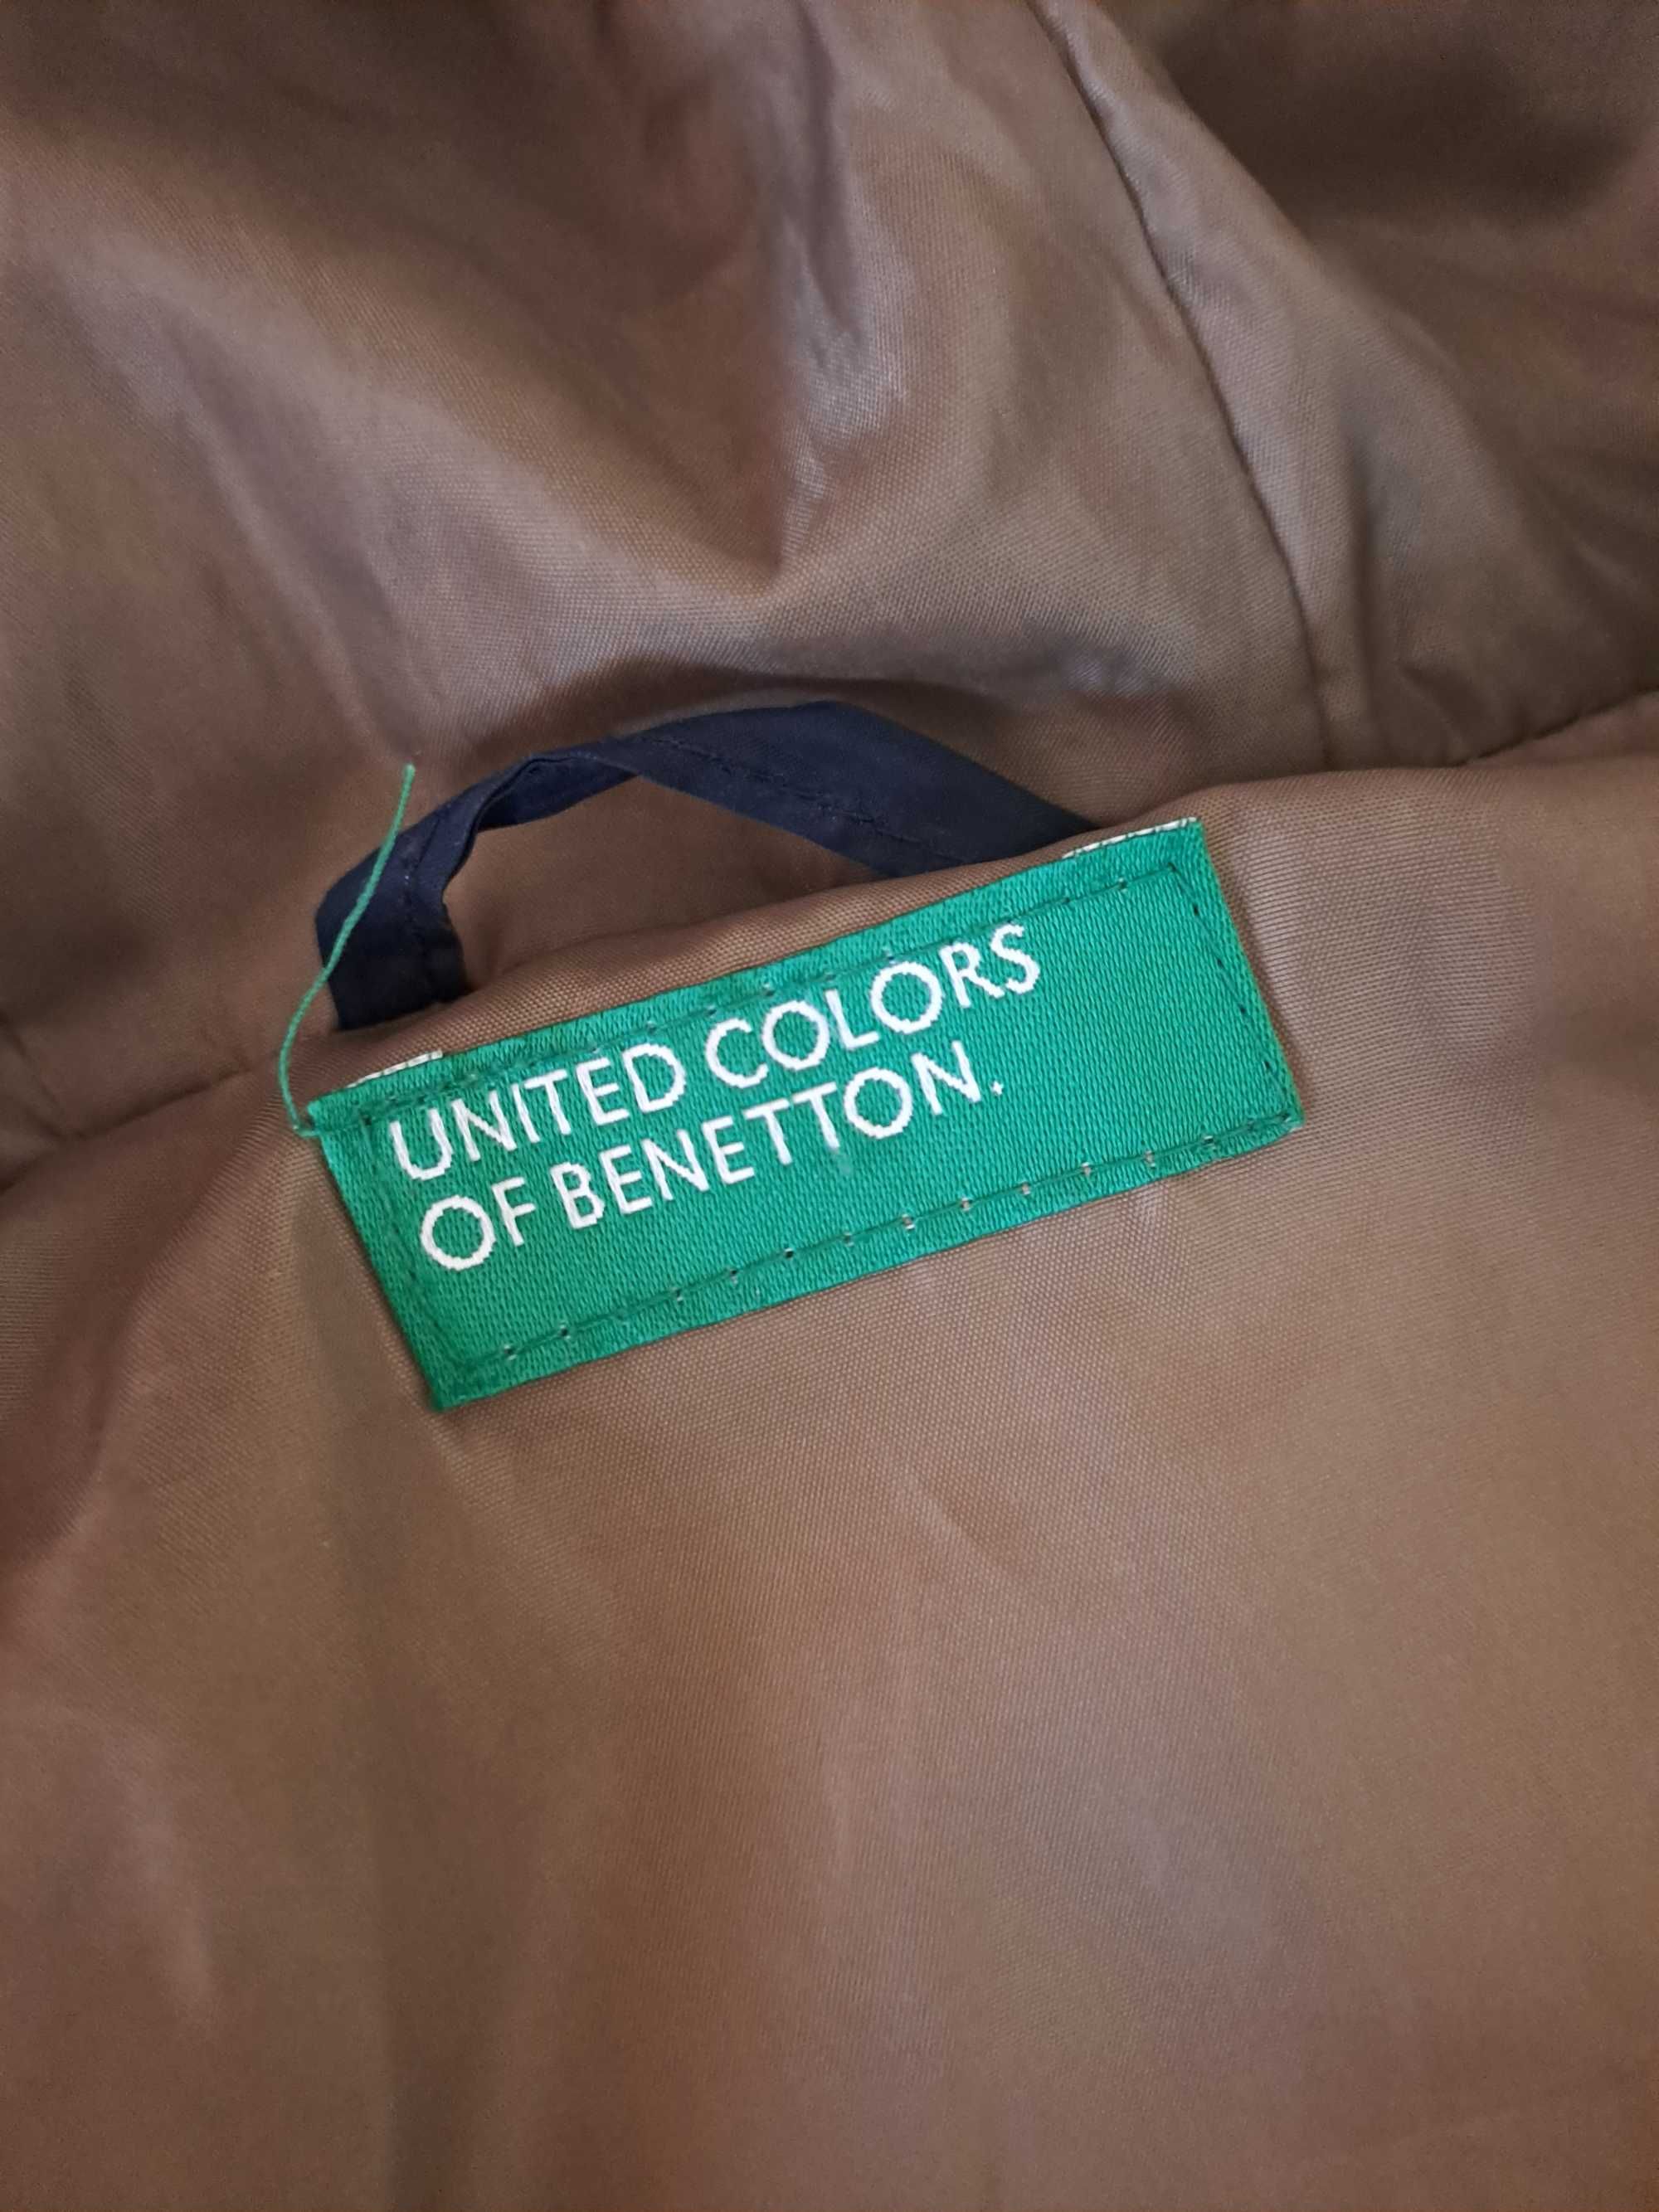 UNITED COLORS
OF BENETTON.